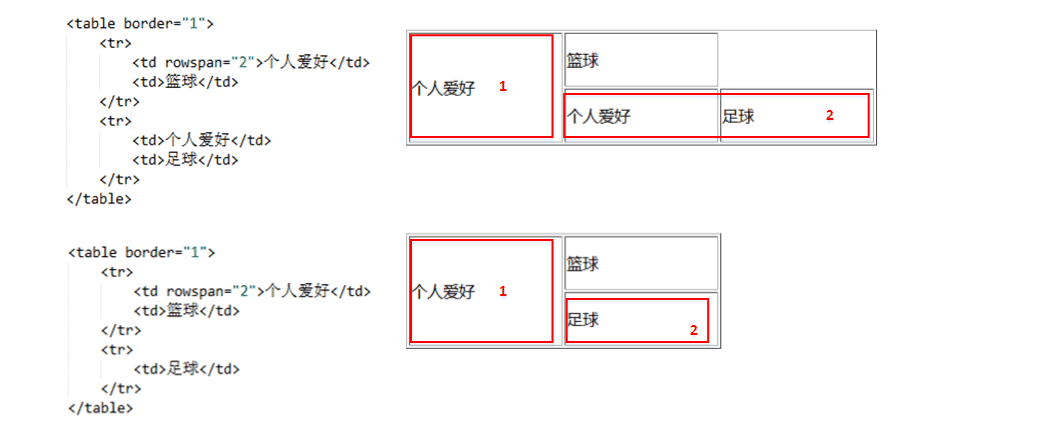 <table border="1">
<tr>
<td rowspan="2">个人爱好</td>
<td>篮球</td>
</tr>
<tr>
<td>个人爱好</td>
<td>足球</td>
</tr>
</table>
篮球
个人爱好 1
个人爱好 足球 2
<table border="1">
<tr>
<td rowspan="2">个人爱好</td>
<td>篮球</td>
</tr>
<tr>
<td>足球</td>
</tr>
</table>
篮球
个人爱好 1
足球 2